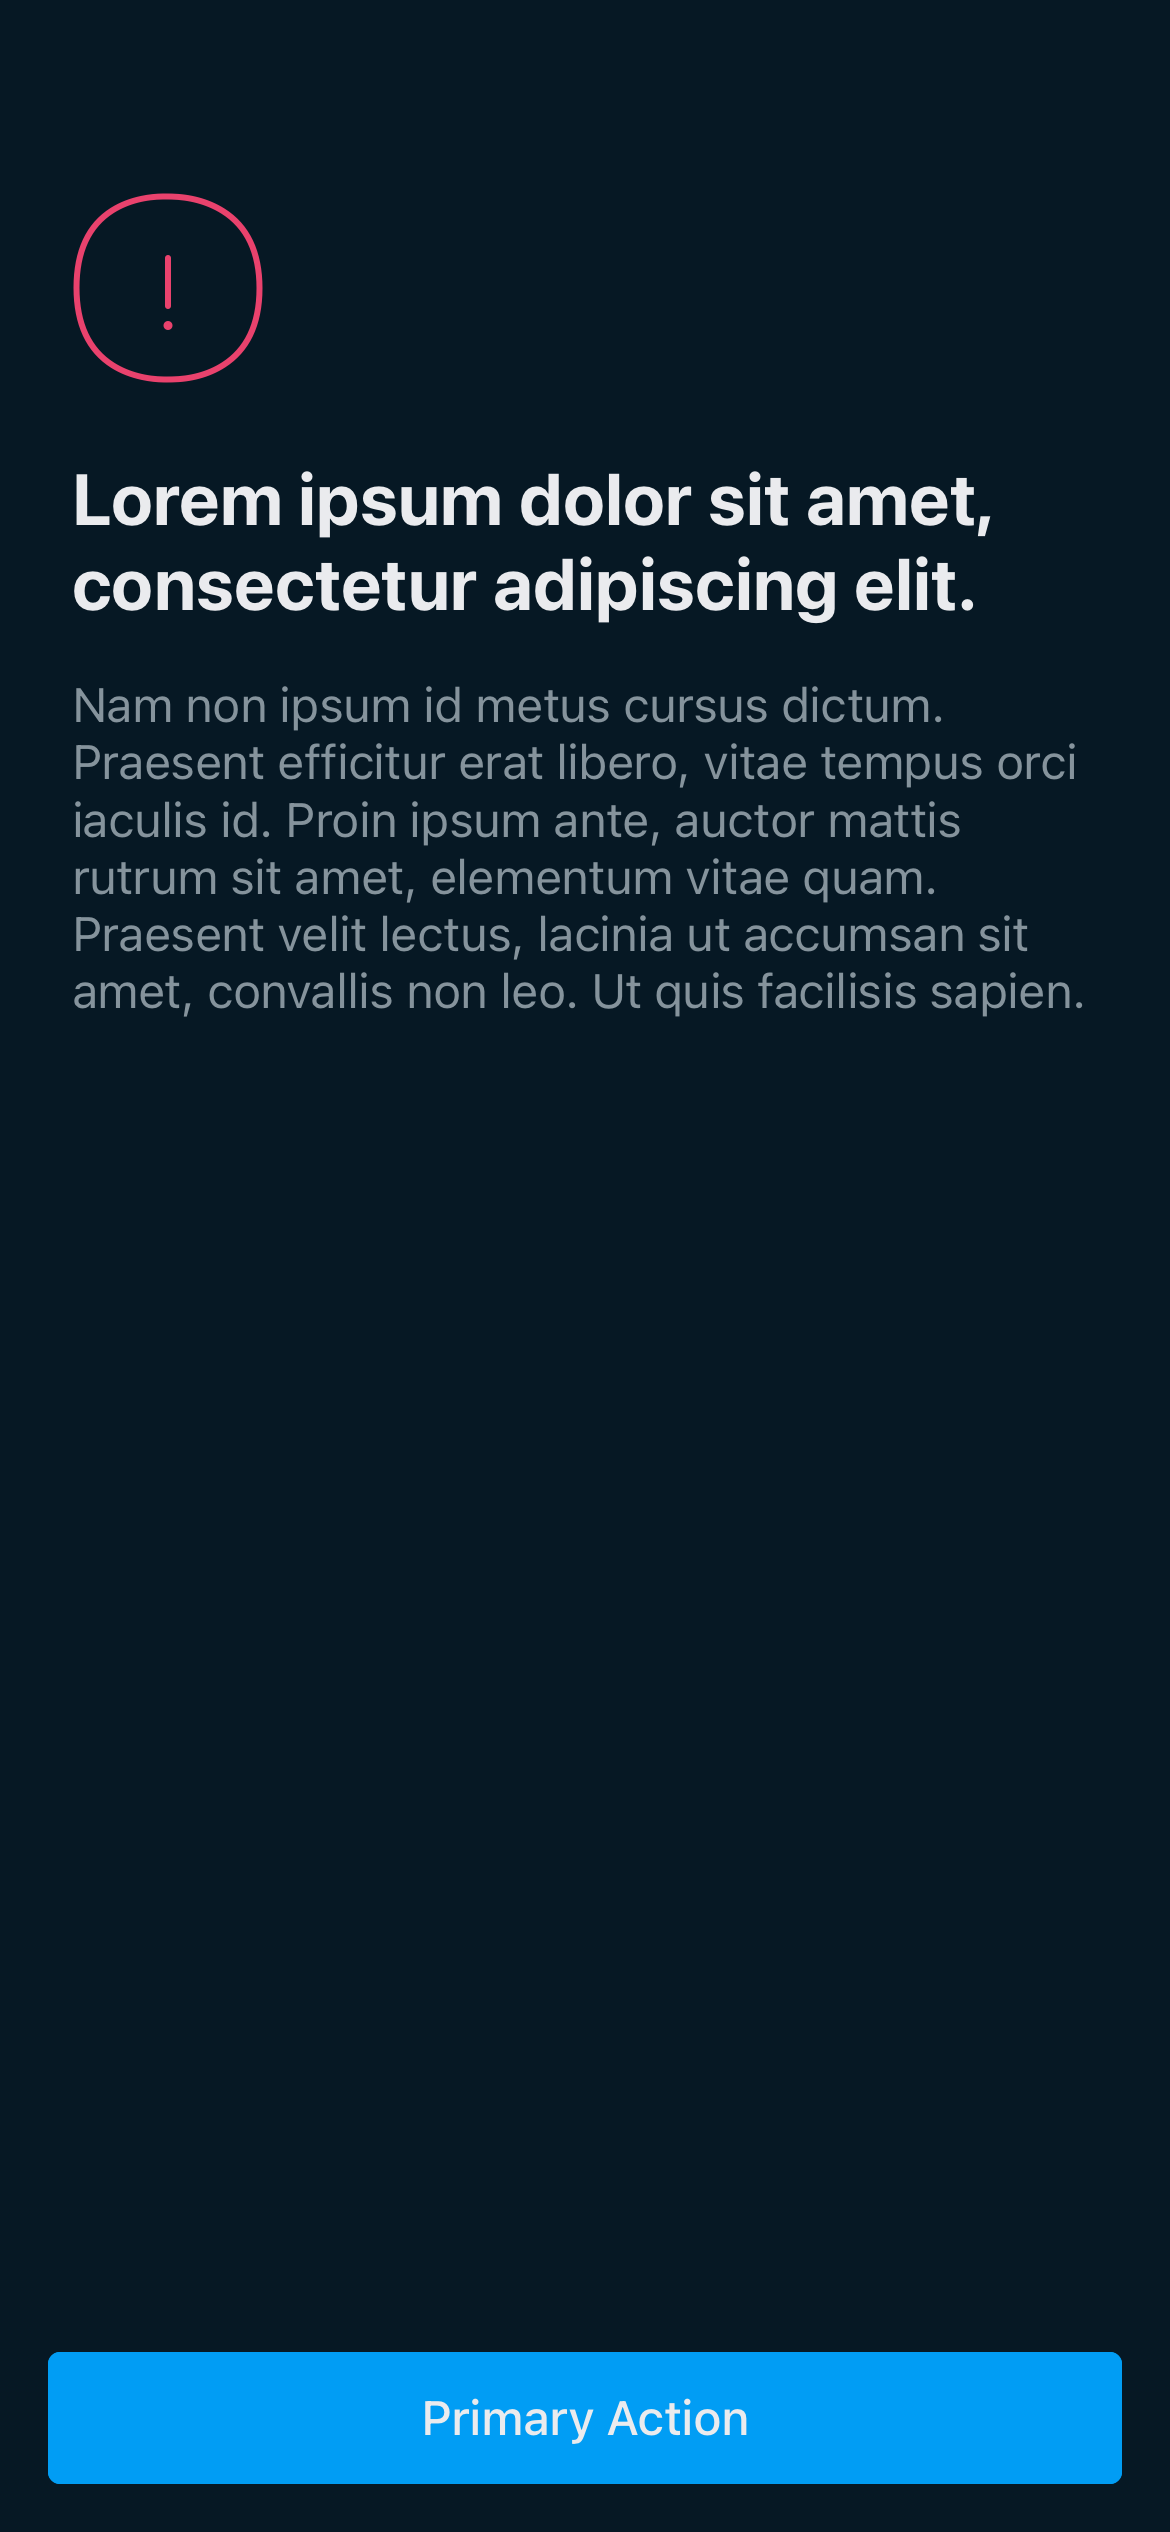 Lorem ipsum dolor sit amet,
consectetur adipiscing elit.
Nam non ipsum id metus cursus dictum.
Praesent efficitur erat libero, vitae tempus orci
iaculis id. Proin ipsum ante, auctor mattis
rutrum sit amet, elementum vitae quam.
Praesent velit lectus, lacinia ut accumsan sit
amet, convallis non leo. Ut quis facilisis sapien.
Primary Action